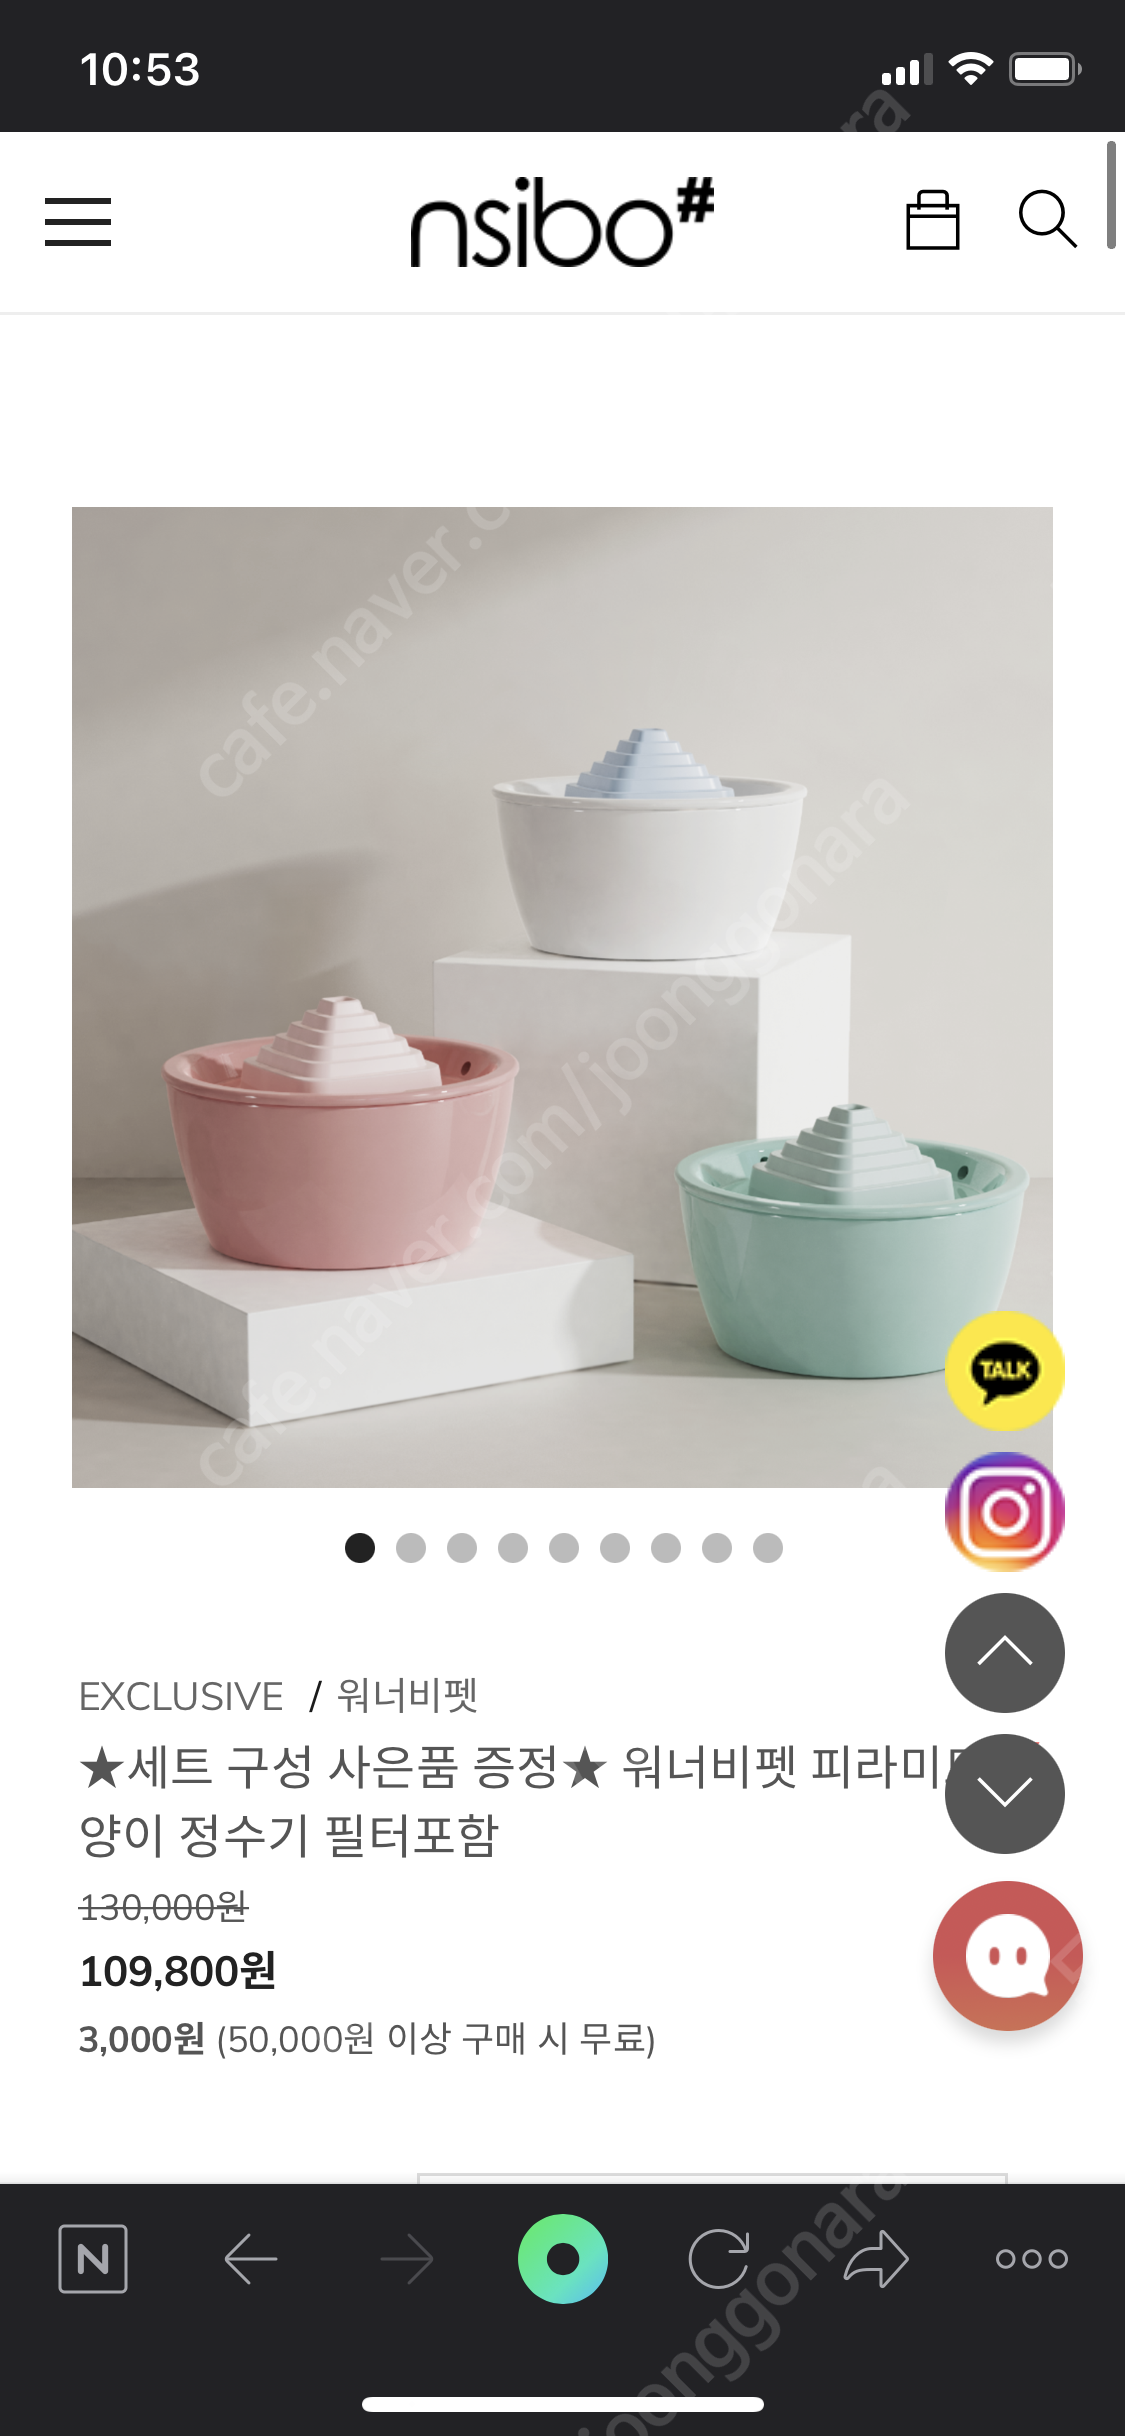 10:53
nsibo#
cafe.naver.c
cafe.naver.com/joonggonara
TALK
EXCLUSIVE / 워너비펫
★세트 구성 사은품 증정★ 워너비펫 피라미
양이 정수기 필터포함
130,000원
109,800원
3,000원 (50,000원 이상 구매 시 무료)
N
joonggonara